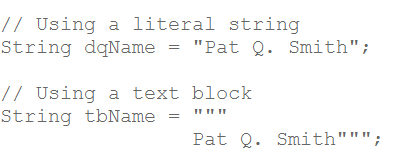 // Using a literal string
String dqName = "Pat Q. Smith";

// Using a text block
String tbName = """
                Pat Q. Smith""";